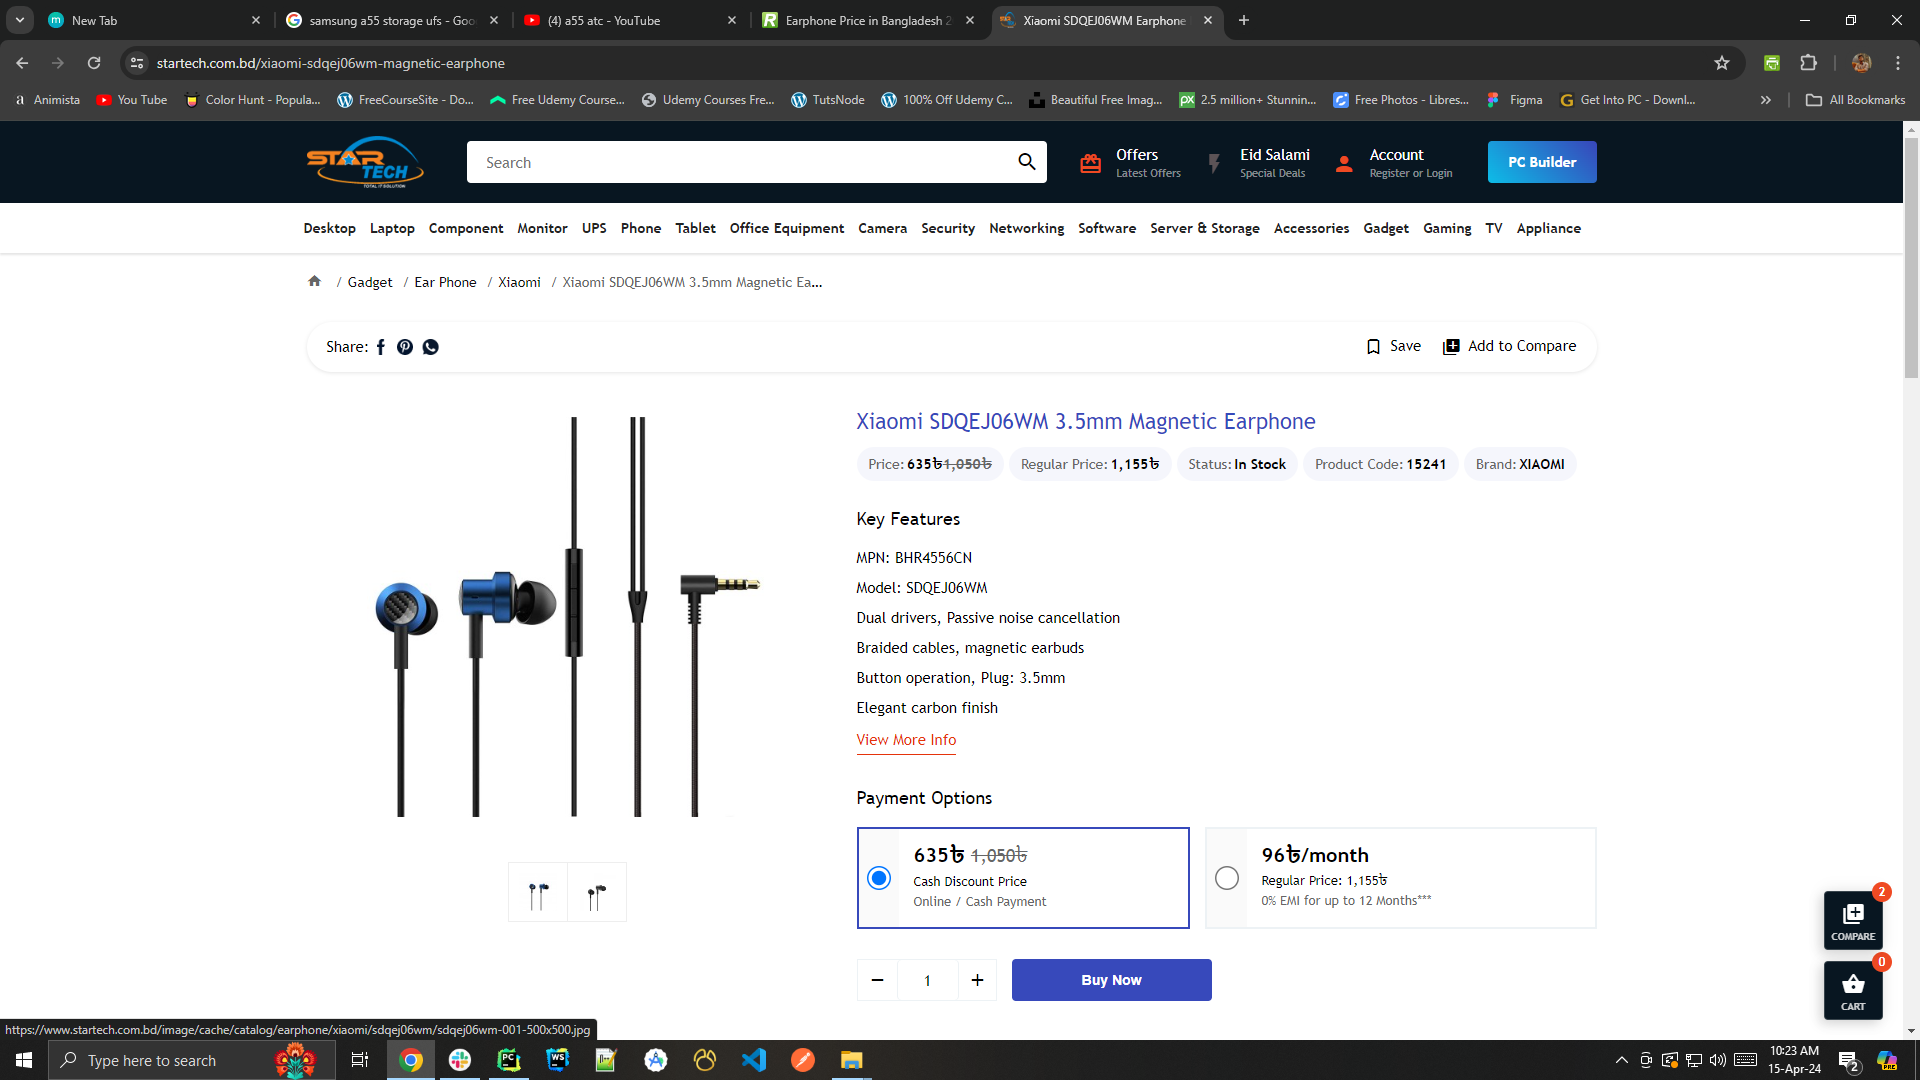 New Tab
samsung a55 storage ufs - Goo
(4) a55 atc - YouTube
Earphone Price in Bangladesh 2
Xiaomi SDQEJ06WM Earphone
startech.com.bd/xiaomi-sdqej06wm-magnetic-earphone
Animista
You Tube
Color Hunt - Popula...
FreeCourseSite - Do...
Free Udemy Course...
Udemy Courses Fre...
TutsNode
100% Off Udemy C...
Beautiful Free Imag...
2.5 million+ Stunnin...
Free Photos - Libres...
Figma
Get Into PC - Downl...
All Bookmarks
STAR TECH
TOTAL IT SOLUTION
Search
Offers
Latest Offers
Eid Salami
Special Deals
Account
Register or Login
PC Builder
Desktop Laptop Component Monitor UPS Phone Tablet Office Equipment Camera Security Networking Software Server & Storage Accessories Gadget Gaming TV Appliance
/ Gadget / Ear Phone / Xiaomi / Xiaomi SDQEJ06WM 3.5mm Magnetic Ea...
Share:
Save
Add to Compare
Xiaomi SDQEJ06WM 3.5mm Magnetic Earphone
Price: 635৳1,050৳ Regular Price: 1,155৳ Status: In Stock Product Code: 15241 Brand: XIAOMI
Key Features
MPN: BHR4556CN
Model: SDQEJ06WM
Dual drivers, Passive noise cancellation
Braided cables, magnetic earbuds
Button operation, Plug: 3.5mm
Elegant carbon finish
View More Info
Payment Options
635৳ 1,050৳
Cash Discount Price
Online / Cash Payment
96৳/month
Regular Price: 1,155৳
0% EMI for up to 12 Months***
1
Buy Now
2
COMPARE
0
CART
https://www.startech.com.bd/image/cache/catalog/earphone/xiaomi/sdqej06wm/sdqej06wm-001-500x500.jpg
Type here to search
10:23 AM
15-Apr-24
2